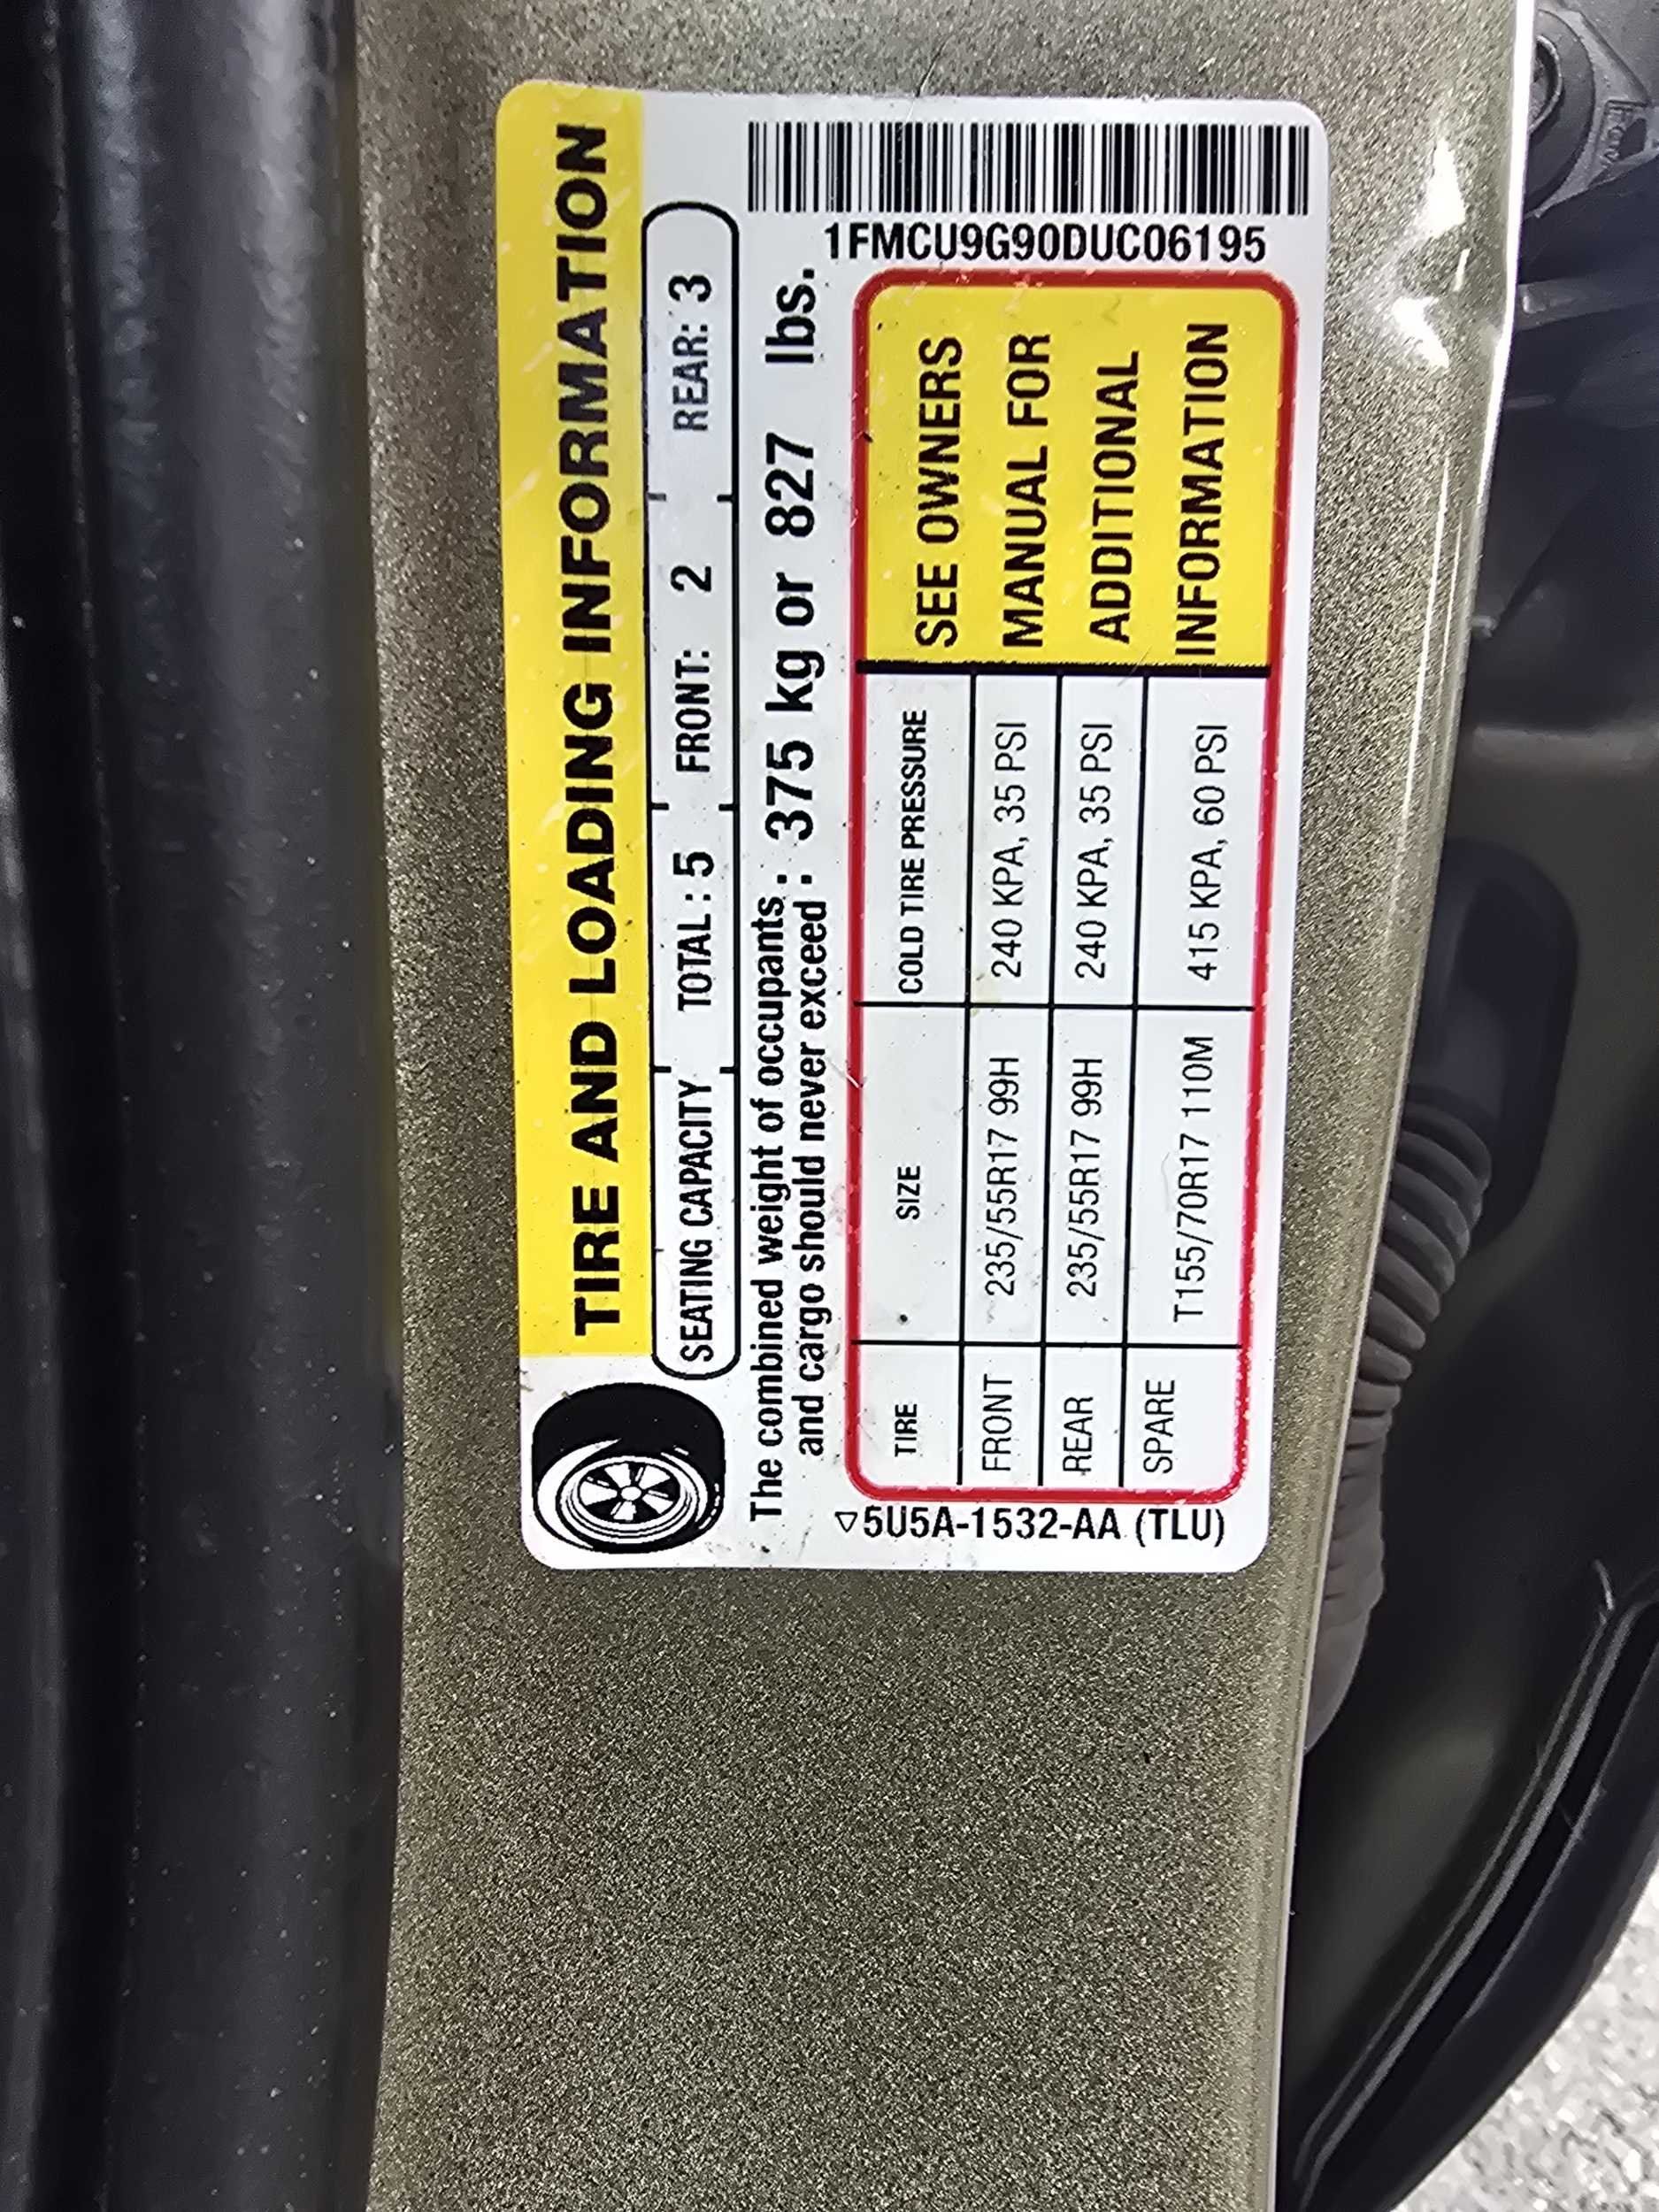 TIRE AND LOADING INFORMATION
SEATING CAPACITY TOTAL : 5 FRONT: 2 REAR: 3
The combined weight of occupants
and cargo should never exceed : 375 kg or 827 lbs.
TIRE SIZE COLD TIRE PRESSURE
FRONT 235/55R17 99H 240 KPA, 35 PSI
REAR 235/55R17 99H 240 KPA, 35 PSI
SPARE T155/70R17 110M 415 KPA, 60 PSI
SEE OWNERS
MANUAL FOR
ADDITIONAL
INFORMATION
1FMCU9G90DUC06195
▽5U5A-1532-AA (TLU)